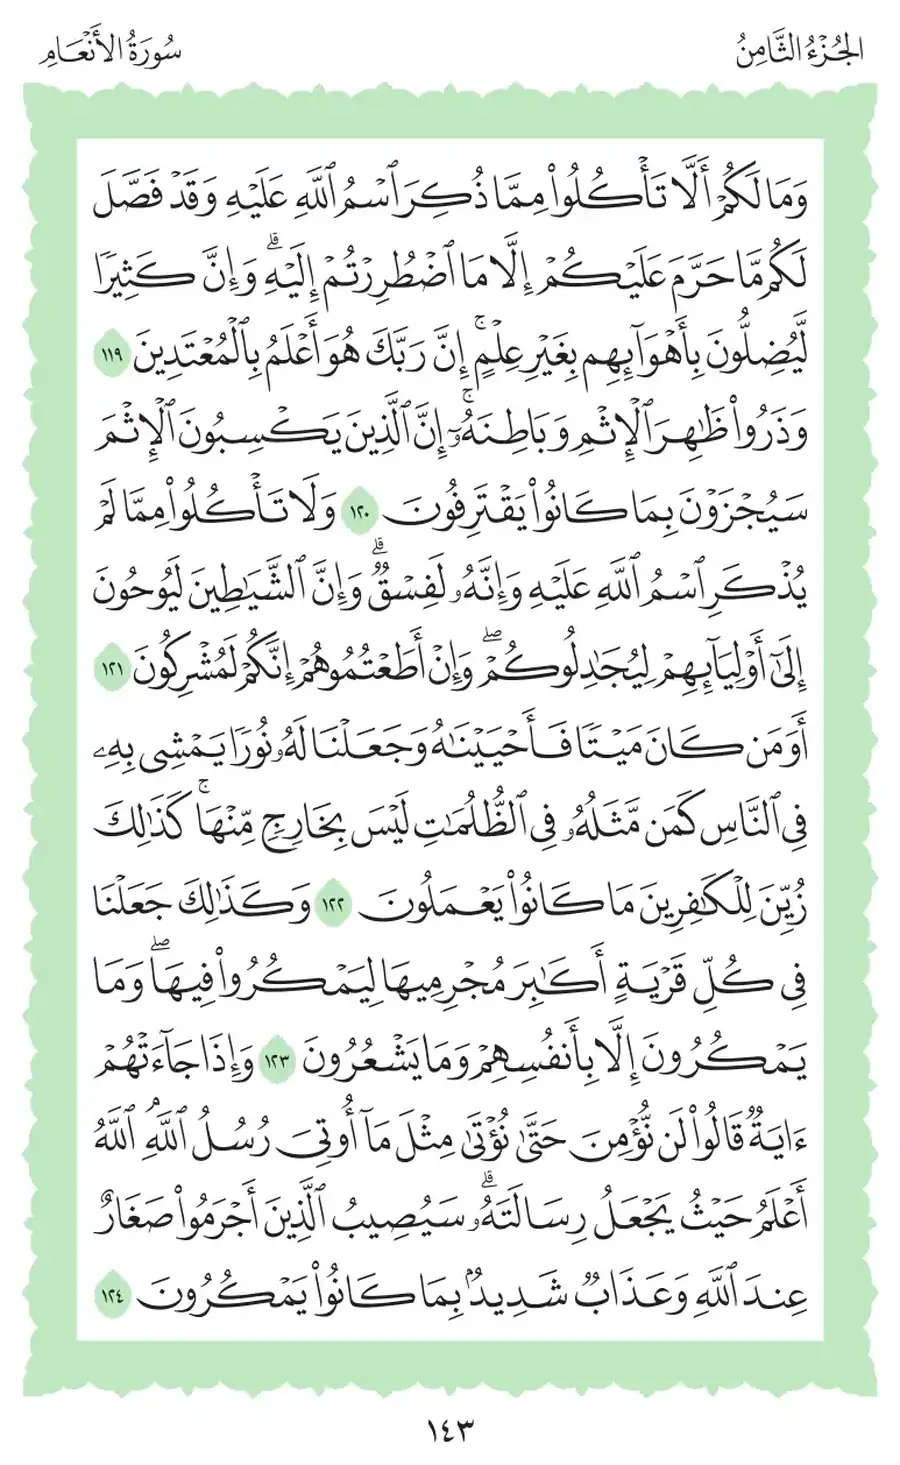 الجُزْءُ الثَّامِنُ
سُورَةُ الأَنْعَامِ
وَمَا لَكُمْ أَلَّا تَأْكُلُوا۟ مِمَّا ذُكِرَ ٱسْمُ ٱللَّهِ عَلَيْهِ وَقَدْ فَصَّلَ
لَكُم مَّا حَرَّمَ عَلَيْكُمْ إِلَّا مَا ٱضْطُرِرْتُمْ إِلَيْهِۗ وَإِنَّ كَثِيرًا
لَّيُضِلُّونَ بِأَهْوَآئِهِم بِغَيْرِ عِلْمٍۚ إِنَّ رَبَّكَ هُوَ أَعْلَمُ بِٱلْمُعْتَدِينَ ١١٩
وَذَرُوا۟ ظَٰهِرَ ٱلْإِثْمِ وَبَاطِنَهُۥٓۚ إِنَّ ٱلَّذِينَ يَكْسِبُونَ ٱلْإِثْمَ
سَيُجْزَوْنَ بِمَا كَانُوا۟ يَقْتَرِفُونَ ١٢٠ وَلَا تَأْكُلُوا۟ مِمَّا لَمْ
يُذْكَرِ ٱسْمُ ٱللَّهِ عَلَيْهِ وَإِنَّهُۥ لَفِسْقٌۗ وَإِنَّ ٱلشَّيَٰطِينَ لَيُوحُونَ
إِلَىٰٓ أَوْلِيَآئِهِمْ لِيُجَٰدِلُوكُمْۖ وَإِنْ أَطَعْتُمُوهُمْ إِنَّكُمْ لَمُشْرِكُونَ ١٢١
أَوَمَن كَانَ مَيْتًا فَأَحْيَيْنَٰهُ وَجَعَلْنَا لَهُۥ نُورًا يَمْشِى بِهِۦ
فِى ٱلنَّاسِ كَمَن مَّثَلُهُۥ فِى ٱلظُّلُمَٰتِ لَيْسَ بِخَارِجٍ مِّنْهَاۚ كَذَٰلِكَ
زُيِّنَ لِلْكَٰفِرِينَ مَا كَانُوا۟ يَعْمَلُونَ ١٢٢ وَكَذَٰلِكَ جَعَلْنَا
فِى كُلِّ قَرْيَةٍ أَكَٰبِرَ مُجْرِمِيهَا لِيَمْكُرُوا۟ فِيهَاۖ وَمَا
يَمْكُرُونَ إِلَّا بِأَنفُسِهِمْ وَمَا يَشْعُرُونَ ١٢٣ وَإِذَا جَآءَتْهُمْ
ءَايَةٌ قَالُوا۟ لَن نُّؤْمِنَ حَتَّىٰ نُؤْتَىٰ مِثْلَ مَآ أُوتِىَ رُسُلُ ٱللَّهِۘ ٱللَّهُ
أَعْلَمُ حَيْثُ يَجْعَلُ رِسَالَتَهُۥۗ سَيُصِيبُ ٱلَّذِينَ أَجْرَمُوا۟ صَغَارٌ
عِندَ ٱللَّهِ وَعَذَابٌ شَدِيدٌۢ بِمَا كَانُوا۟ يَمْكُرُونَ ١٢٤
١٤٣